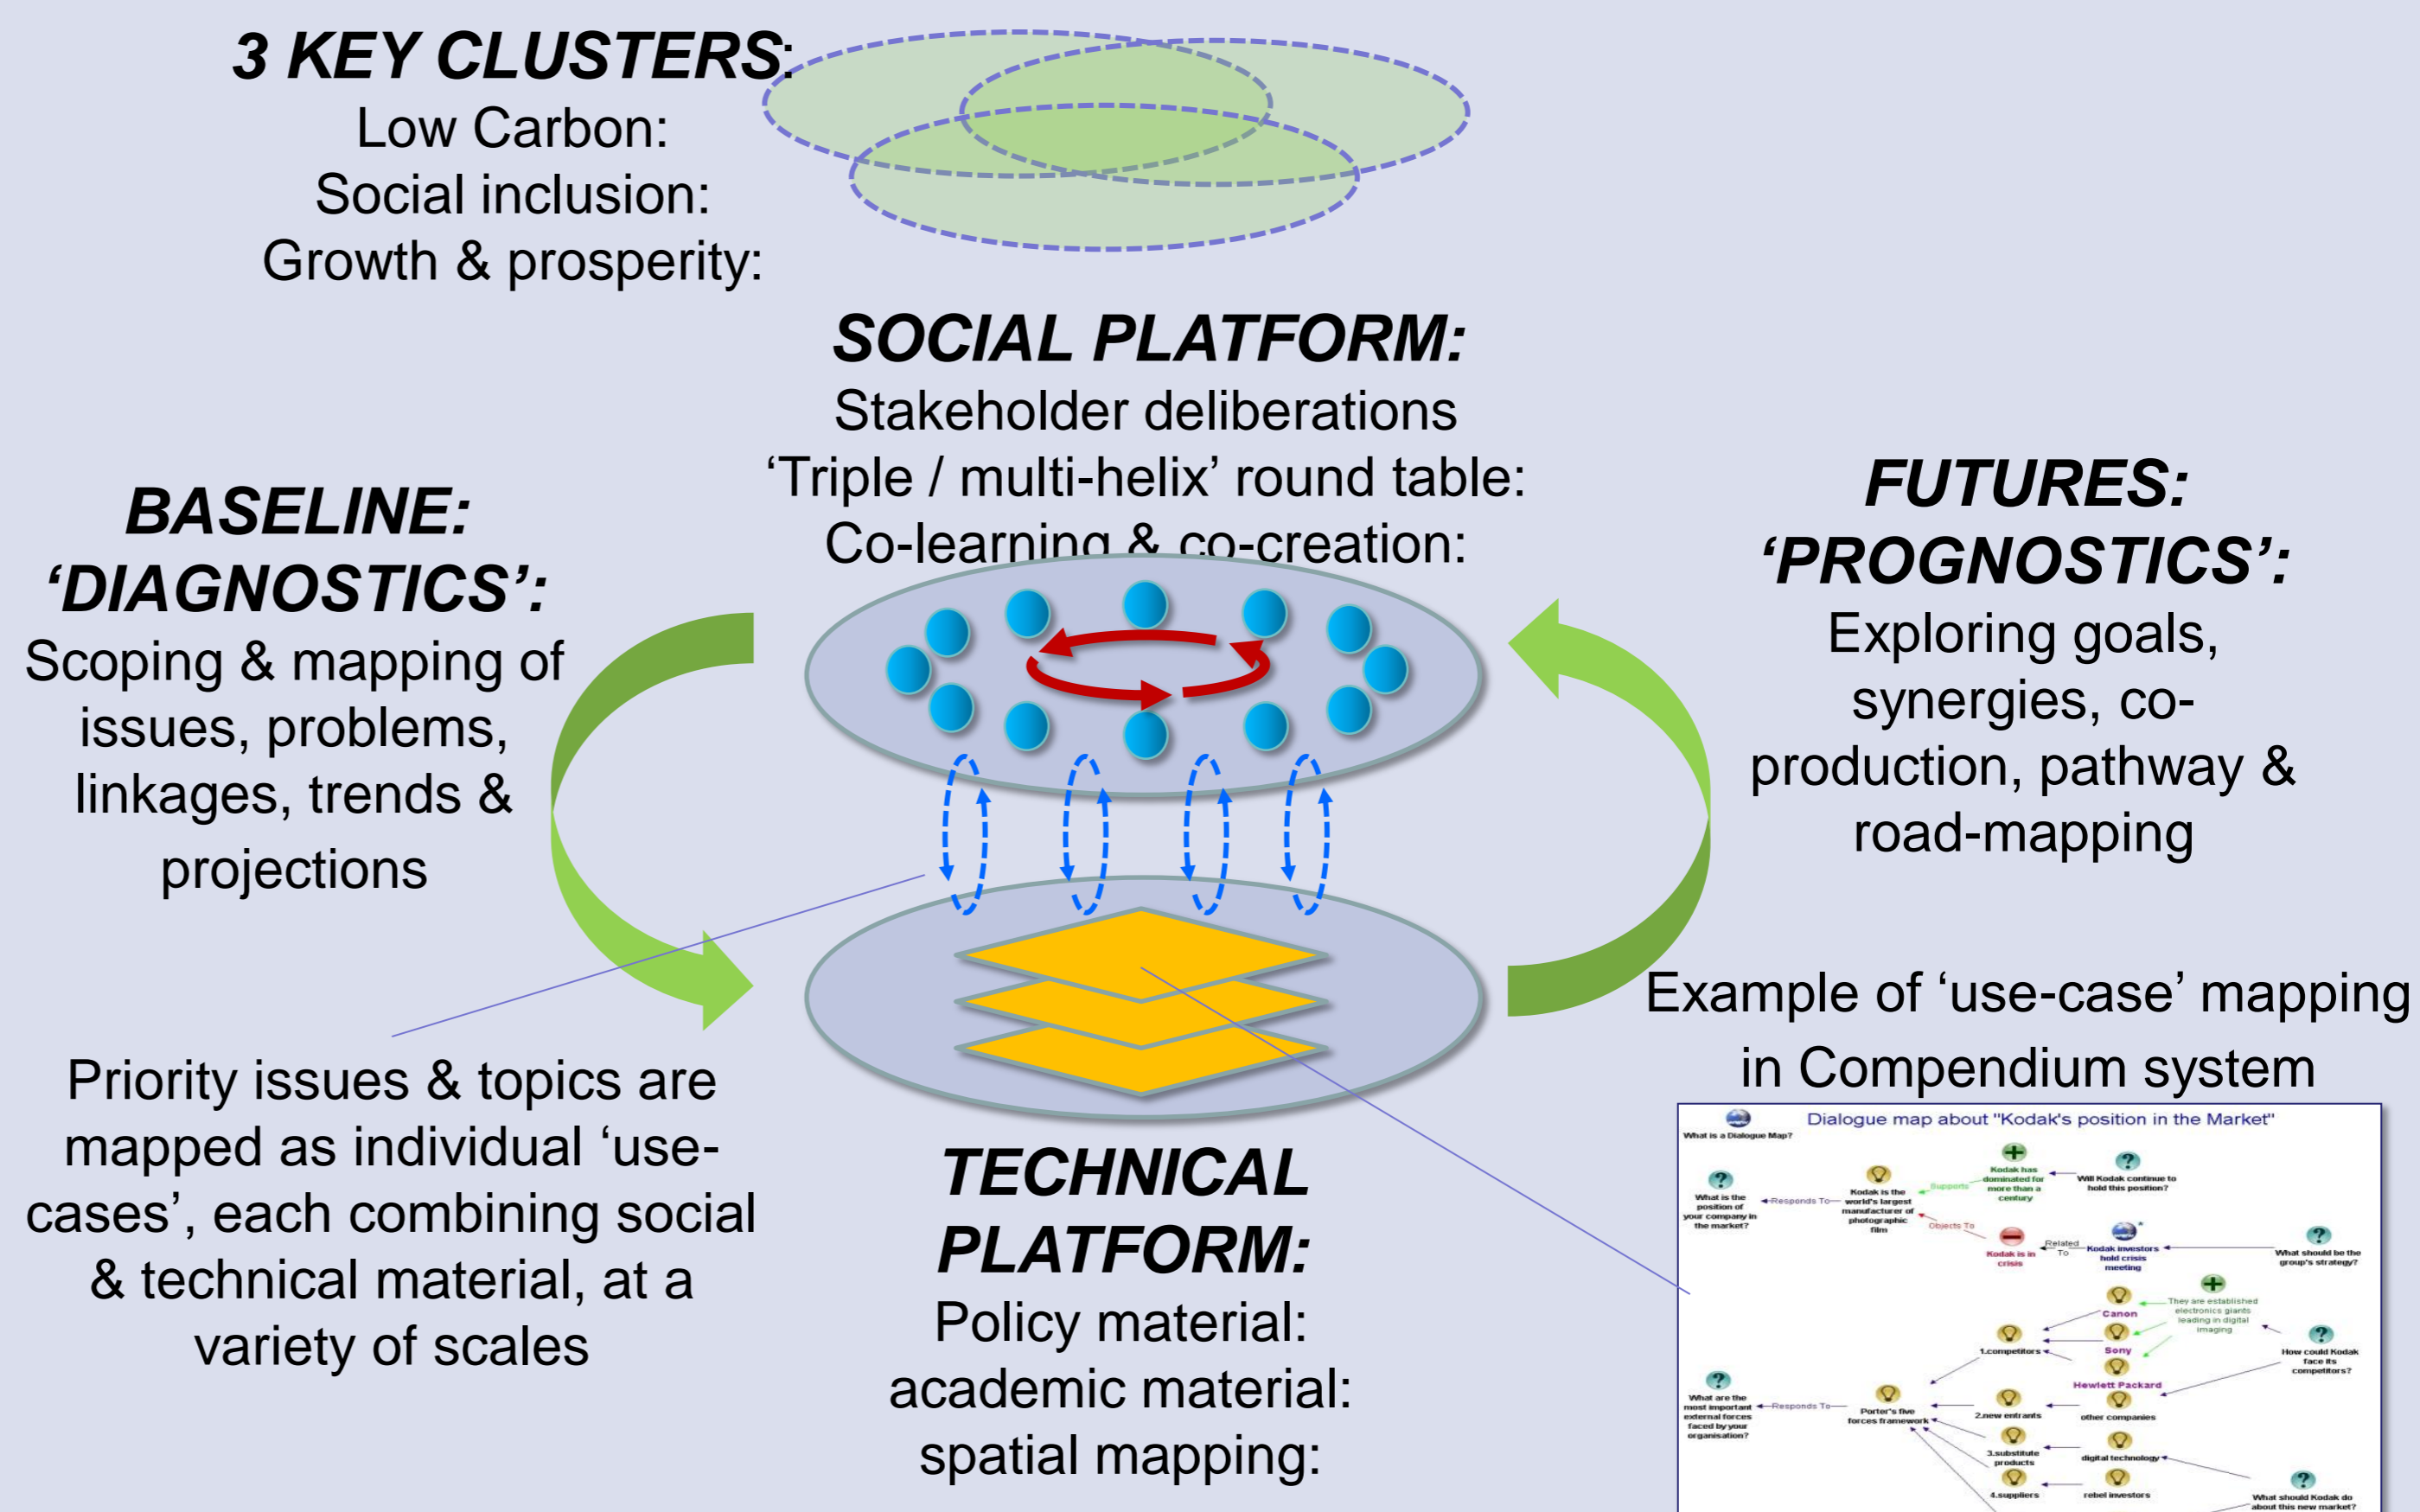 3 KEY CLUSTERS:
Low Carbon:
Social inclusion:
Growth & prosperity:
SOCIAL PLATFORM:
Stakeholder deliberations
‘Triple / multi-helix’ round table:
Co-learning & co-creation:
BASELINE:
‘DIAGNOSTICS’:
Scoping & mapping of
issues, problems,
linkages, trends &
projections
FUTURES:
‘PROGNOSTICS’:
Exploring goals,
synergies, co-
production, pathway &
road-mapping
Priority issues & topics are
mapped as individual ‘use-
cases’, each combining social
& technical material, at a
variety of scales
TECHNICAL
PLATFORM:
Policy material:
academic material:
spatial mapping:
Example of ‘use-case’ mapping
in Compendium system
Dialogue map about "Kodak's position in the Market"
What is a Dialogue Map?
What is the
position of
your company in
the market?
Responds To
Kodak is the
world's largest
manufacturer of
photographic
film
Supports
Kodak has
dominated for
more than a
century
Will Kodak continue to
hold this position?
Objects To
Kodak is in
crisis
Related
To
Kodak investors
hold crisis
meeting
What should be the
group's strategy?
Canon
They are established
electronics giants
leading in digital
imaging
1.competitors
Sony
How could Kodak
face its
competitors?
Hewlett Packard
What are the
most important
external forces
faced by your
organisation?
Responds To
Porter's five
forces framework
2.new entrants
other companies
3.substitute
products
digital technology
4.suppliers
rebel investors
What should Kodak do
about this new market?